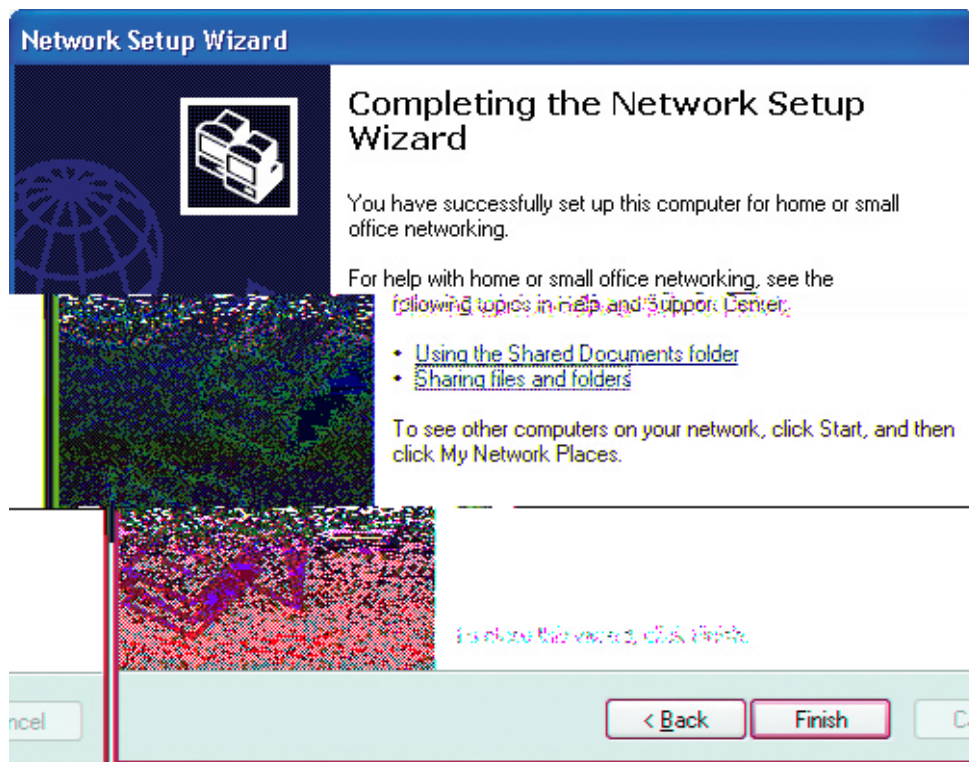 Network Setup Wizard
Completing the Network Setup
Wizard
You have successfully set up this computer for home or small
office networking.
For help with home or small office networking, see the
following topics in Help and Support Center:
• Using the Shared Documents folder
• Sharing files and folders
To see other computers on your network, click Start, and then
click My Network Places.
To close this wizard, click Finish.
ncel
< Back
Finish
C